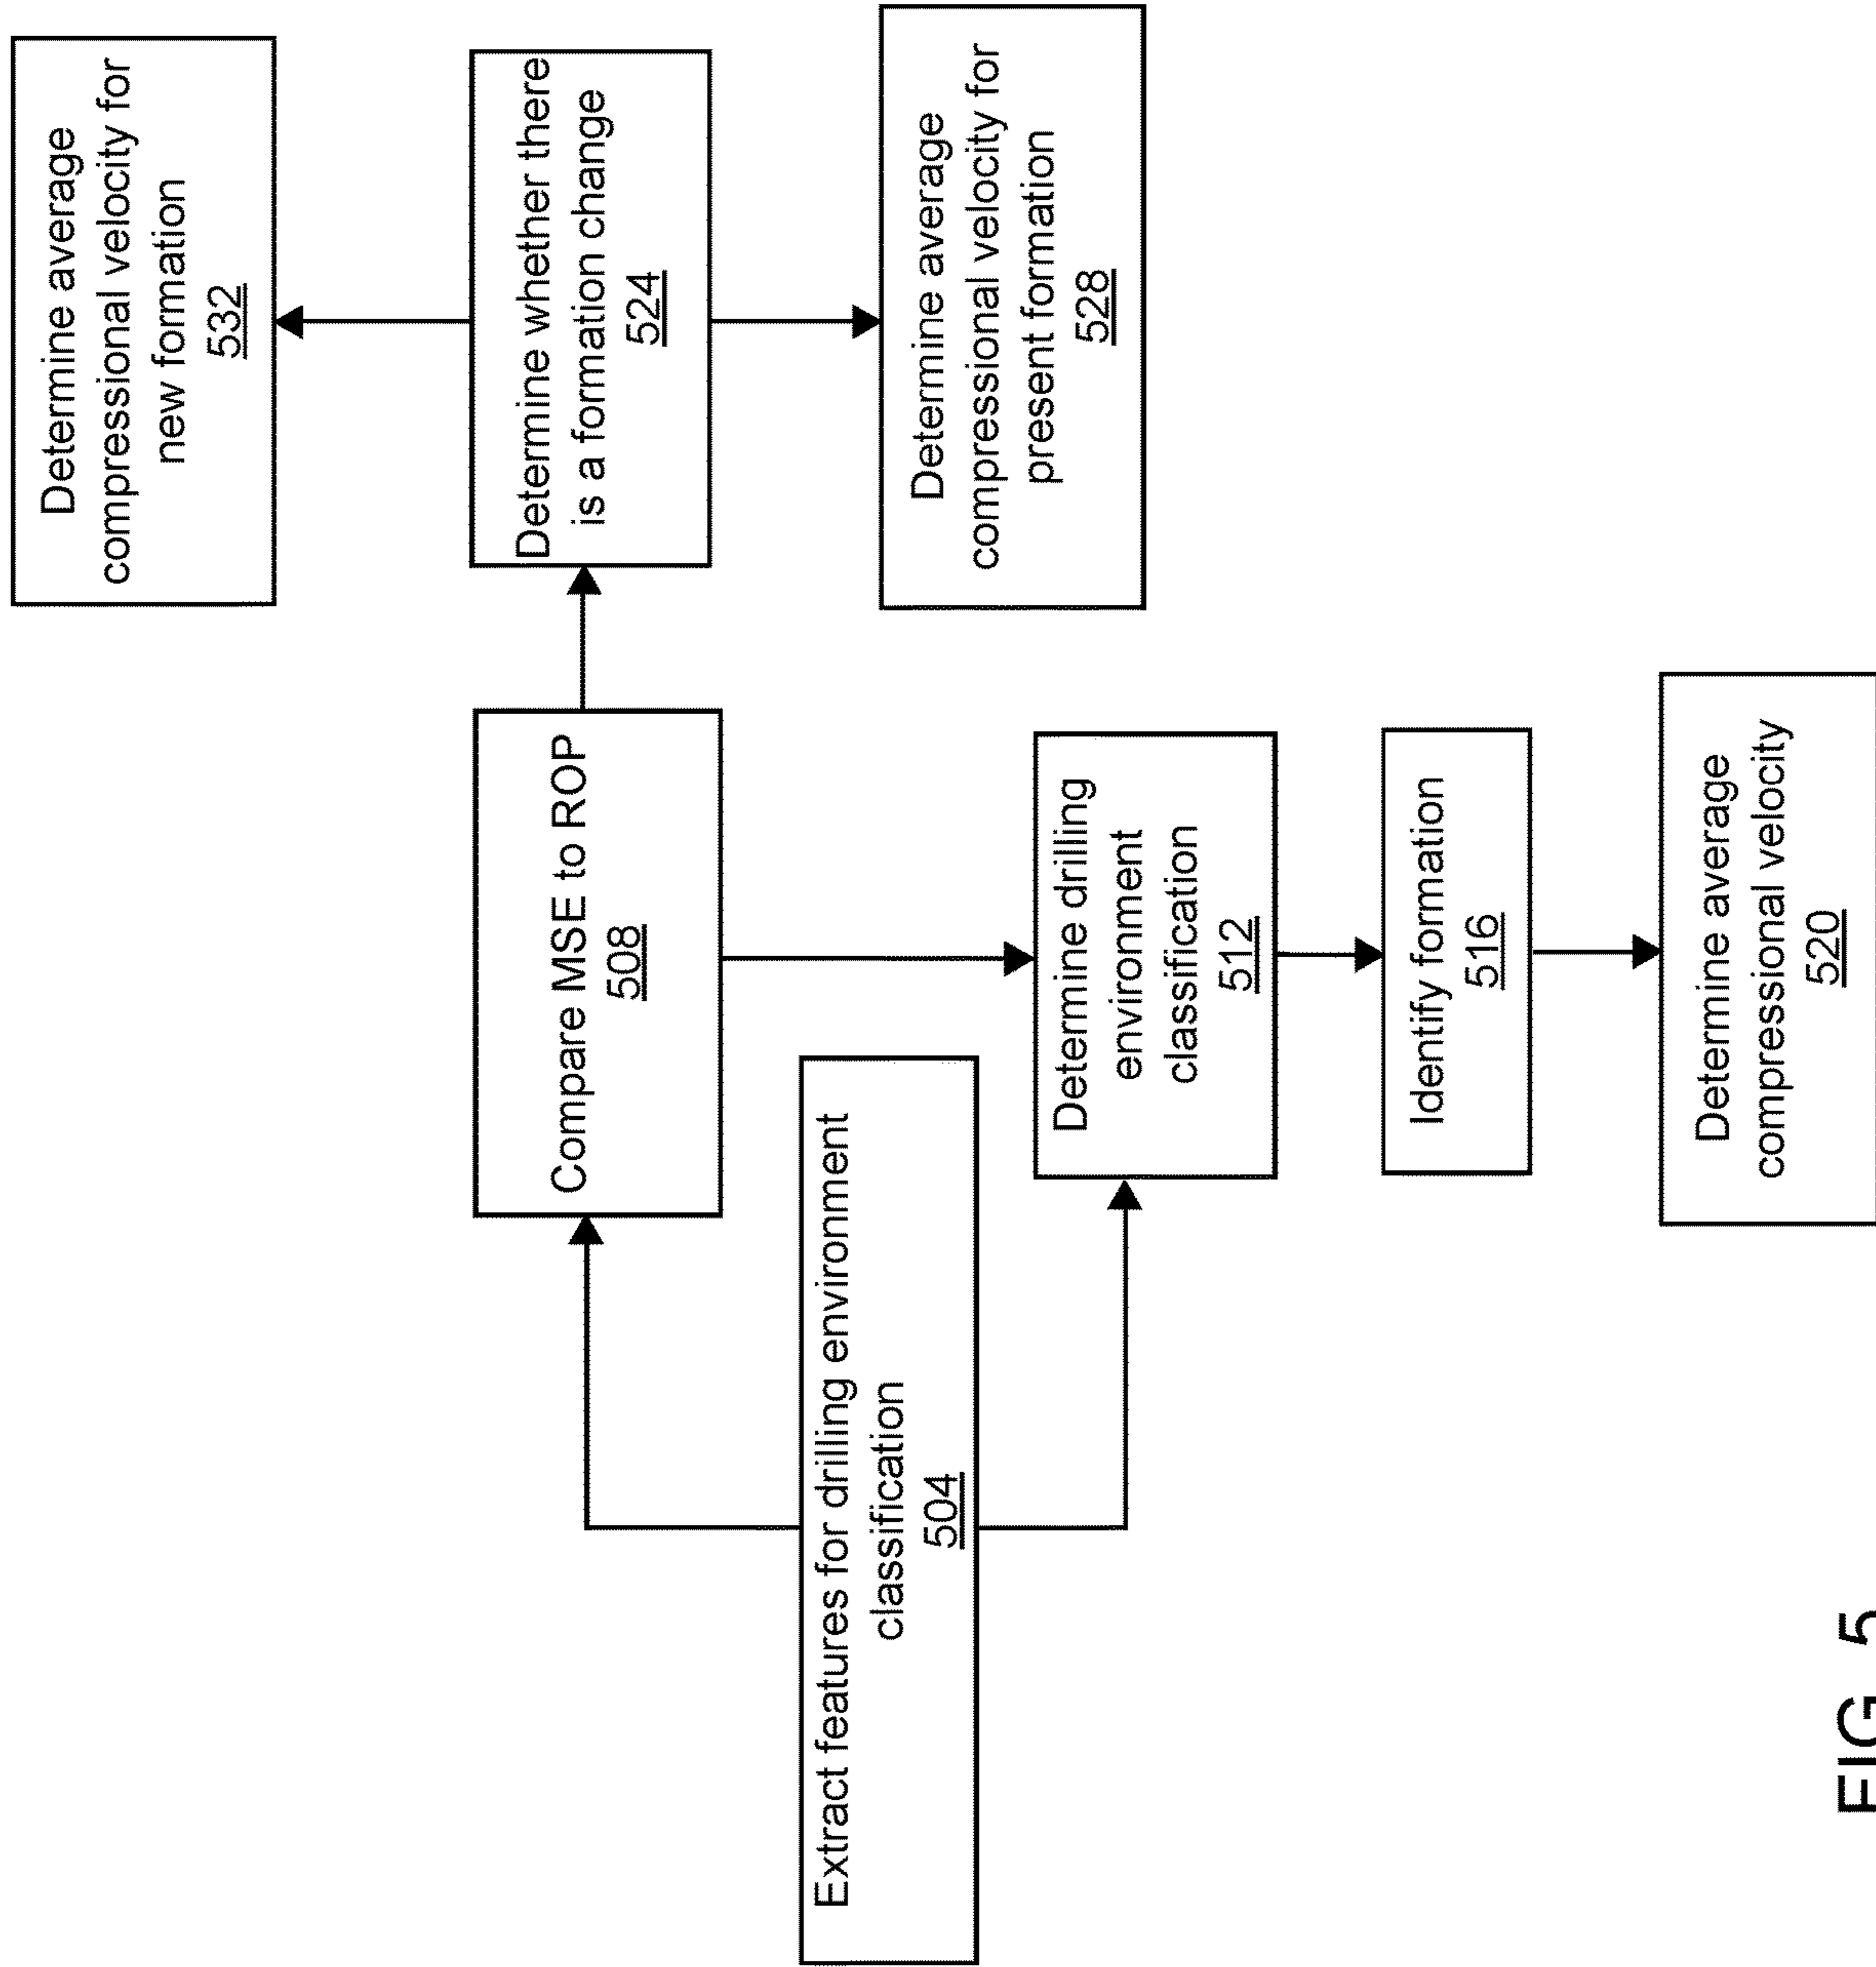 Extract features for drilling environment
classification
504
Compare MSE to ROP
508
Determine drilling
environment
classification
512
Identify formation
516
Determine average
compressional velocity
520
Determine whether there
is a formation change
524
Determine average
compressional velocity for
present formation
528
Determine average
compressional velocity for
new formation
532
FIG. 5